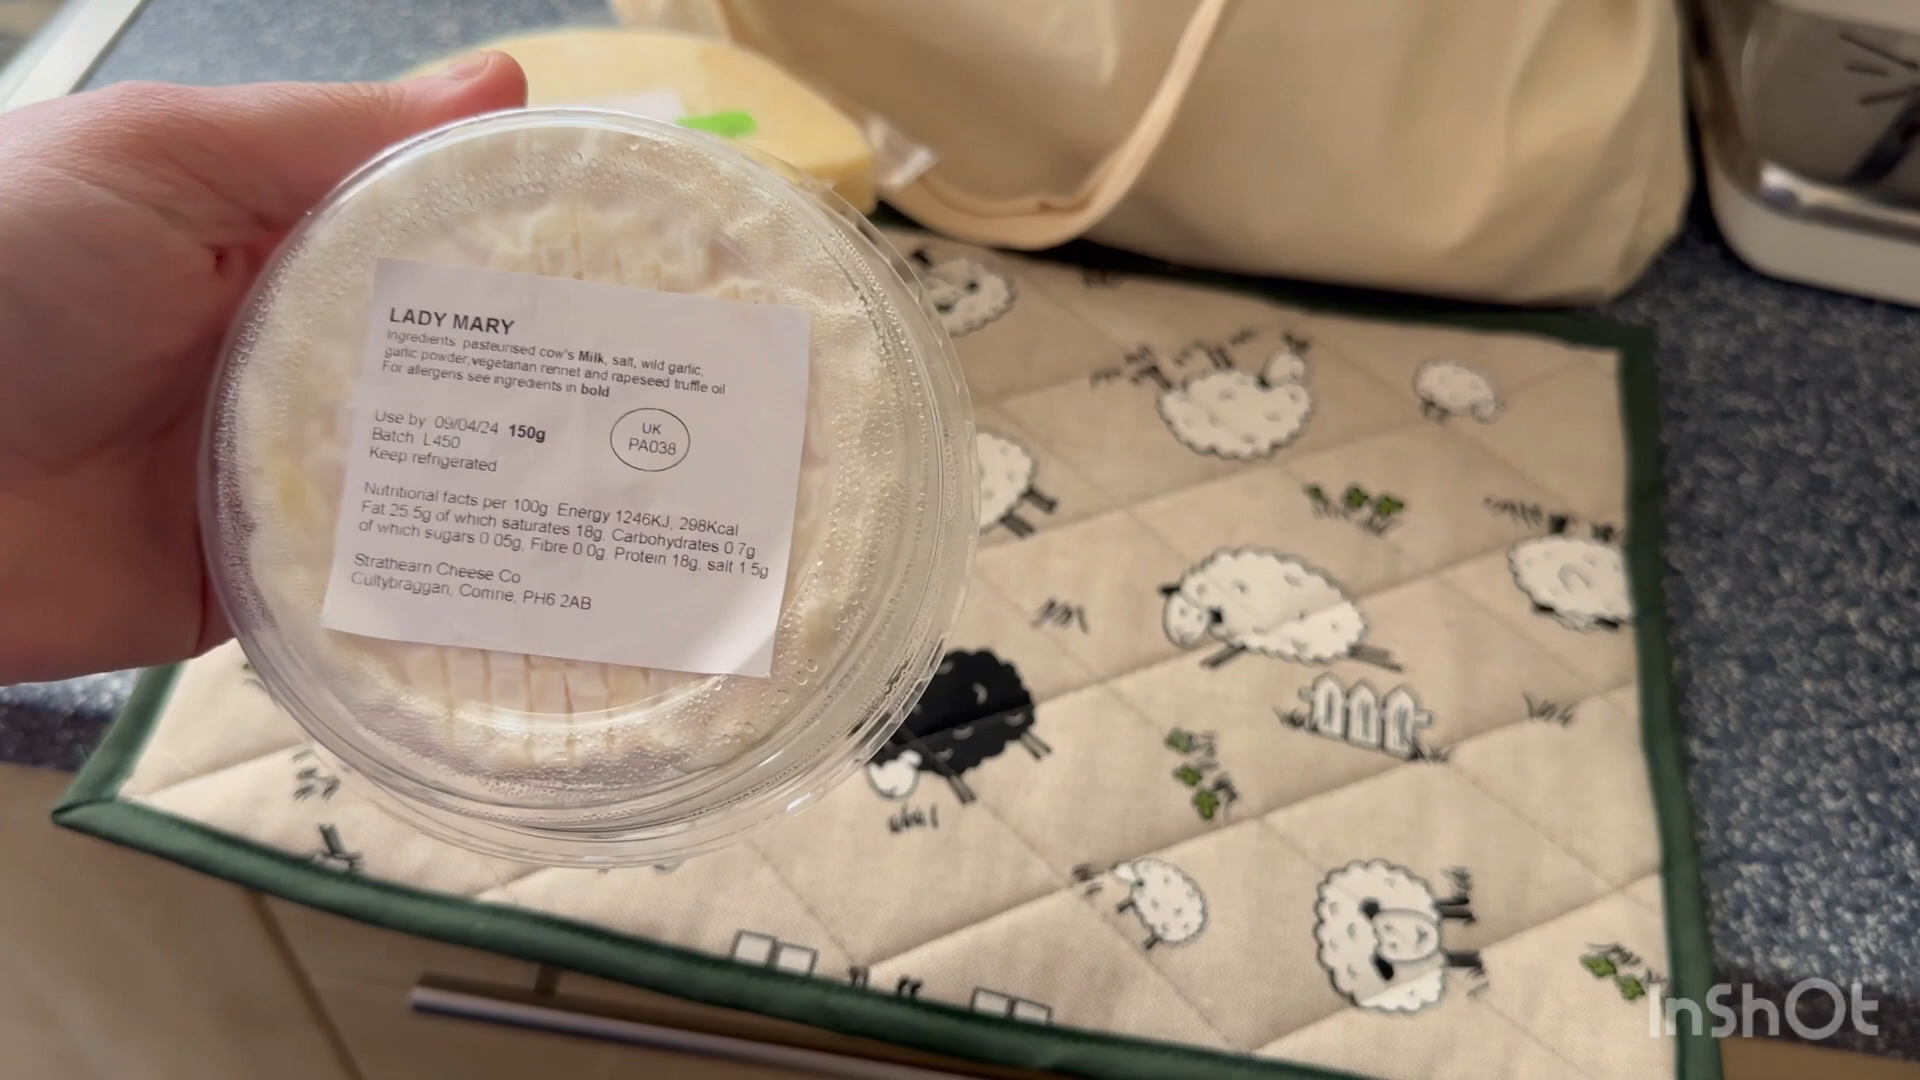 LADY MARY
Ingredients pasteurised cow's Milk, salt, wild garlic,
garlic powder,vegetarian rennet and rapeseed truffle oil
For allergens see ingredients in bold
Use by 09/04/24 150g
Batch L450
Keep refrigerated
UK
PA038
Nutritional facts per 100g Energy 1246KJ, 298Kcal
Fat 25 5g of which saturates 18g, Carbohydrates 0 7g
of which sugars 0 05g, Fibre 0 0g, Protein 18g, salt 1 5g
Strathearn Cheese Co
Cultybraggan, Comrie, PH6 2AB
InShOt